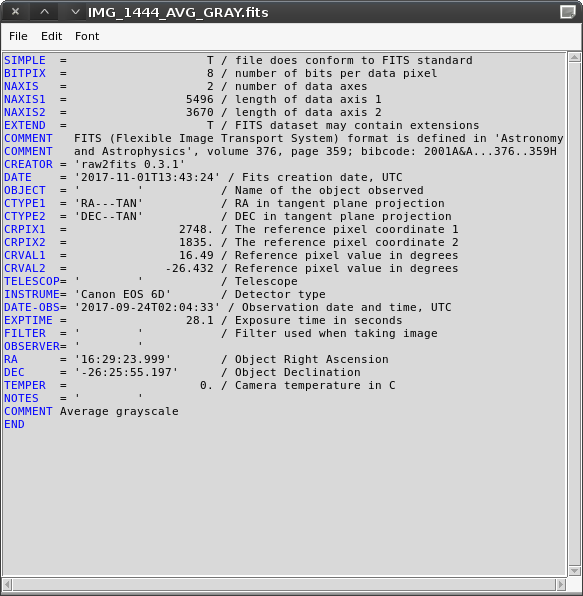 IMG_1444_AVG_GRAY.fits
File Edit Font
SIMPLE  =                    T / file does conform to FITS standard
BITPIX  =                    8 / number of bits per data pixel
NAXIS   =                    2 / number of data axes
NAXIS1  =                 5496 / length of data axis 1
NAXIS2  =                 3670 / length of data axis 2
EXTEND  =                    T / FITS dataset may contain extensions
COMMENT   FITS (Flexible Image Transport System) format is defined in 'Astronomy
COMMENT   and Astrophysics', volume 376, page 359; bibcode: 2001A&A...376..359H
CREATOR = 'raw2fits 0.3.1'
DATE    = '2017-11-01T13:43:24' / Fits creation date, UTC
OBJECT  = '        '           / Name of the object observed
CTYPE1  = 'RA---TAN'           / RA in tangent plane projection
CTYPE2  = 'DEC--TAN'           / DEC in tangent plane projection
CRPIX1  =                2748. / The reference pixel coordinate 1
CRPIX2  =                1835. / The reference pixel coordinate 2
CRVAL1  =                16.49 / Reference pixel value in degrees
CRVAL2  =              -26.432 / Reference pixel value in degrees
TELESCOP= '        '           / Telescope
INSTRUME= 'Canon EOS 6D'       / Detector type
DATE-OBS= '2017-09-24T02:04:33' / Observation date and time, UTC
EXPTIME =                 28.1 / Exposure time in seconds
FILTER  = '        '           / Filter used when taking image
OBSERVER= '        '
RA      = '16:29:23.999'       / Object Right Ascension
DEC     = '-26:25:55.197'      / Object Declination
TEMPER  =                   0. / Camera temperature in C
NOTES   = '        '
COMMENT Average grayscale
END